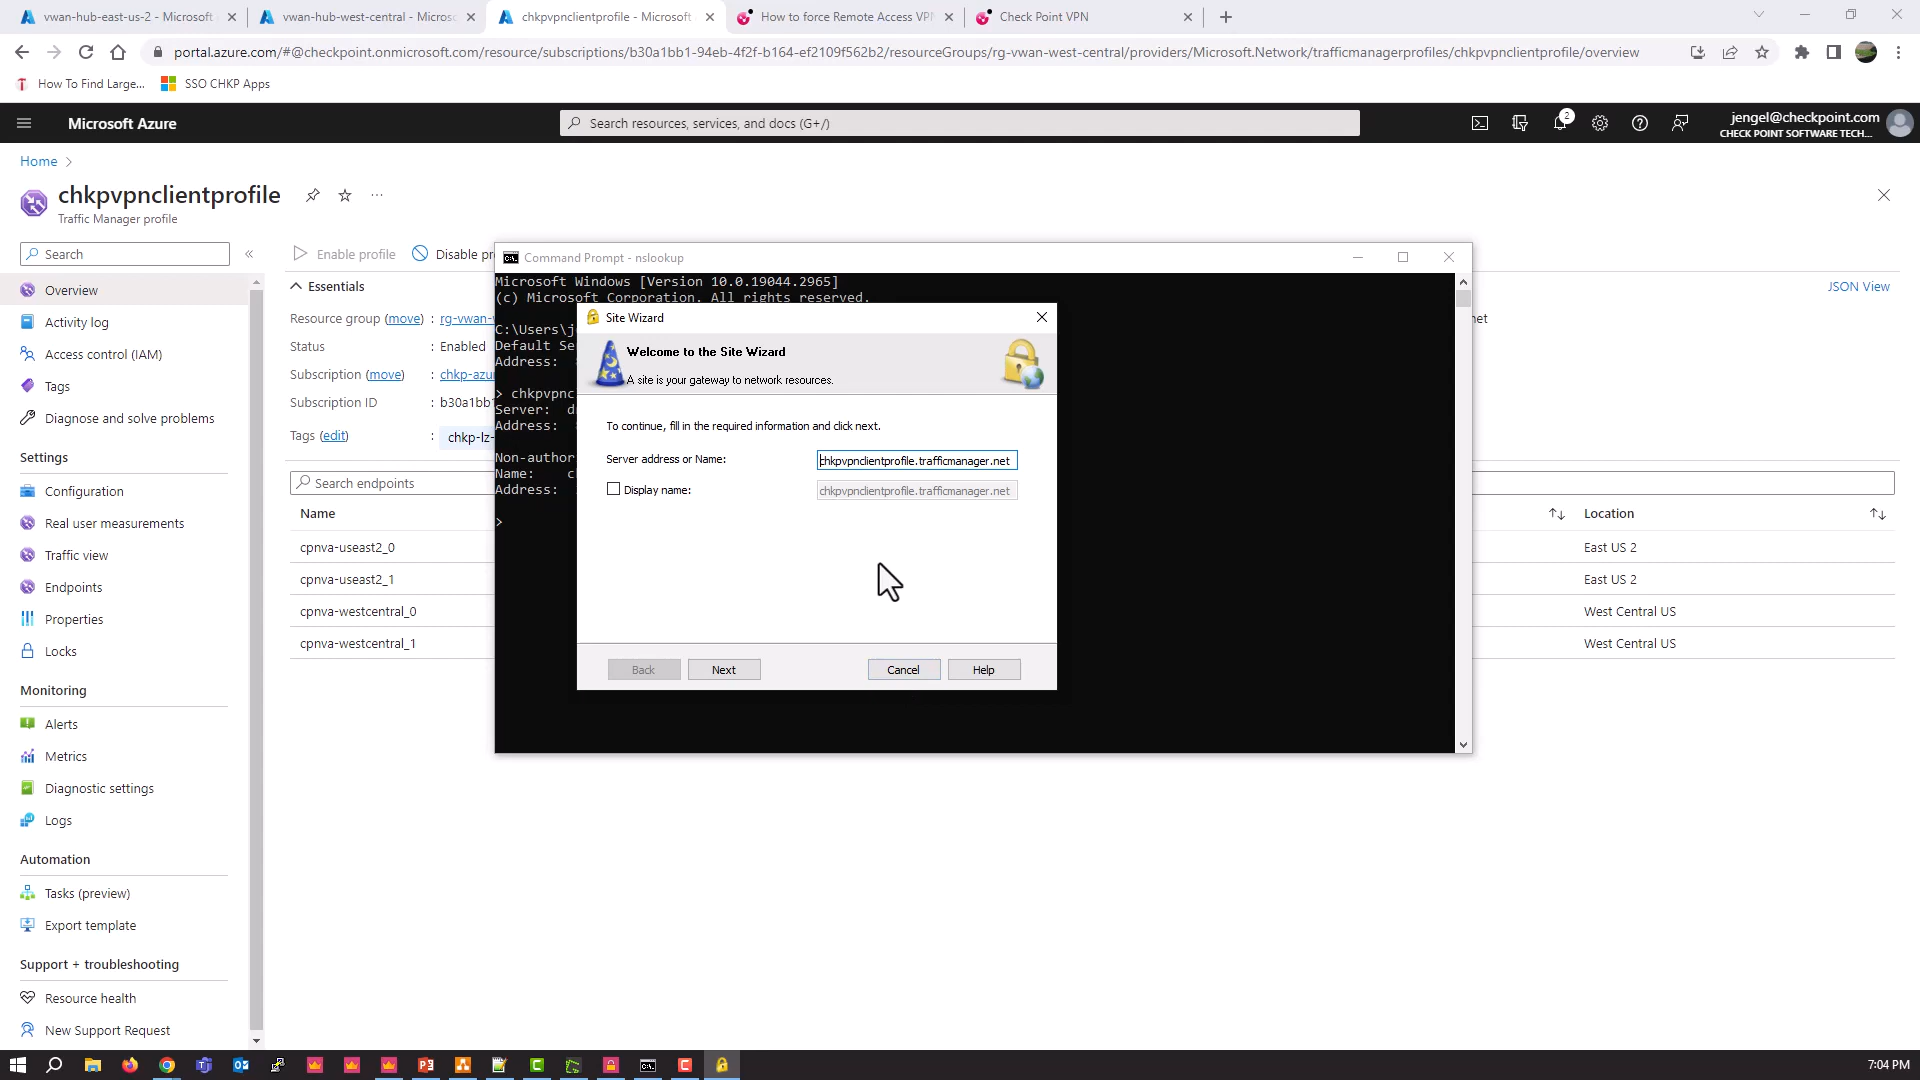 vwan-hub-east-us-2 - Microsoft
vwan-hub-west-central - Microsc
chkpvpnclientprofile - Microsoft
How to force Remote Access VPN
Check Point VPN
portal.azure.com/#@checkpoint.onmicrosoft.com/resource/subscriptions/b30a1bb1-94eb-4f2f-b164-ef2109f562b2/resourceGroups/rg-vwan-west-central/providers/Microsoft.Network/trafficmanagerprofiles/chkpvpnclientprofile/overview
How To Find Large...
SSO CHKP Apps
Microsoft Azure
Search resources, services, and docs (G+/)
2
jengel@checkpoint.com
CHECK POINT SOFTWARE TECH...
Home
chkpvpnclientprofile
Traffic Manager profile
Search
Overview
Activity log
Access control (IAM)
Tags
Diagnose and solve problems
Settings
Configuration
Real user measurements
Traffic view
Endpoints
Properties
Locks
Monitoring
Alerts
Metrics
Diagnostic settings
Logs
Automation
Tasks (preview)
Export template
Support + troubleshooting
Resource health
New Support Request
Enable profile
Disable pr
Essentials
JSON View
Resource group (move) : rg-vwan-
Status : Enabled
Subscription (move) : chkp-azu
Subscription ID : b30a1bb1
Tags (edit) : chkp-lz-
net
Search endpoints
Name
Location
cpnva-useast2_0
East US 2
cpnva-useast2_1
East US 2
cpnva-westcentral_0
West Central US
cpnva-westcentral_1
West Central US
Command Prompt - nslookup
Microsoft Windows [Version 10.0.19044.2965]
(c) Microsoft Corporation. All rights reserved.
C:\Users\j
Default Se
Address:
> chkpvpnc
Server: d
Address:
Non-author
Name: c
Address:
>
Site Wizard
Welcome to the Site Wizard
A site is your gateway to network resources.
To continue, fill in the required information and click next.
Server address or Name:
chkpvpnclientprofile.trafficmanager.net
Display name:
chkpvpnclientprofile.trafficmanager.net
Back
Next
Cancel
Help
7:04 PM